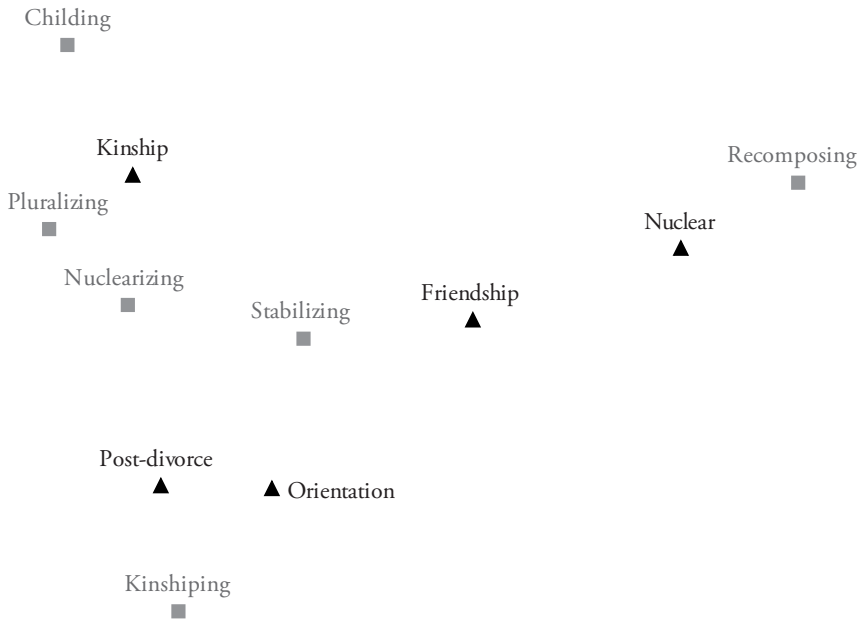 Childing
Kinship
Recomposing
Pluralizing
Nuclear
Nuclearizing
Friendship
Stabilizing
Post-divorce
Orientation
Kinshiping